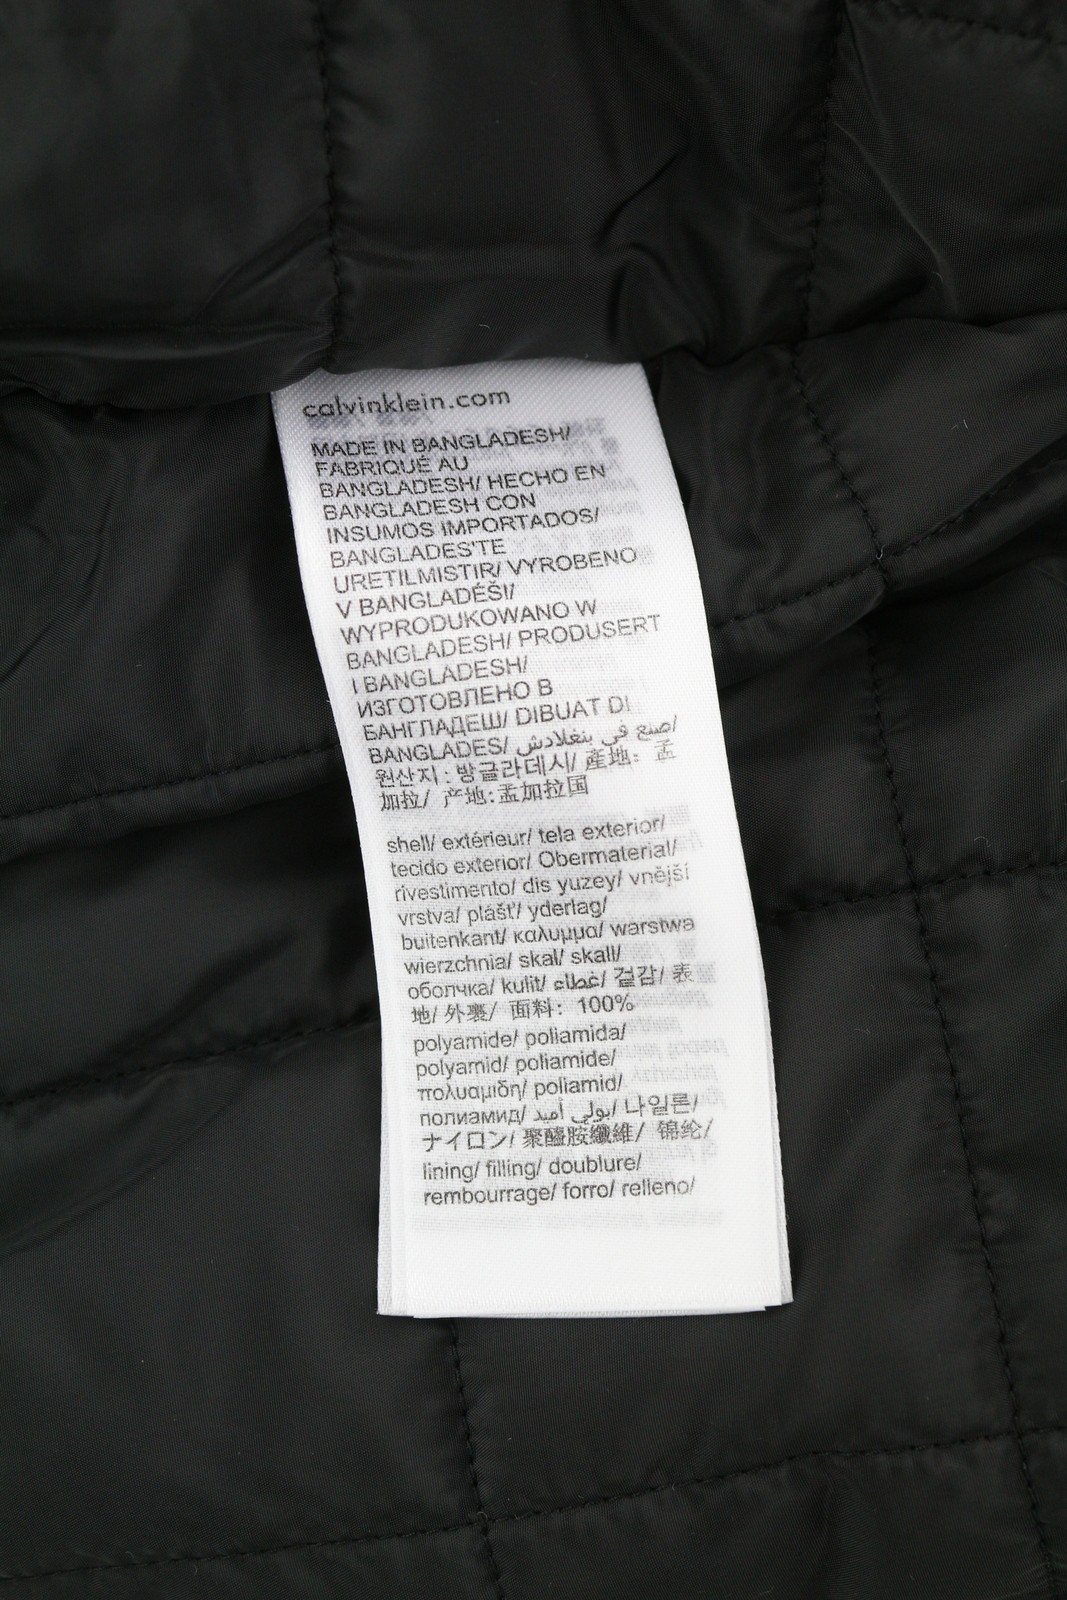 calvinklein.com
MADE IN BANGLADESH/
FABRIQUÉ AU
BANGLADESH/ HECHO EN
BANGLADESH CON
INSUMOS IMPORTADOS/
BANGLADES'TE
URETILMISTIR/ VYROBENO
V BANGLADÉŠI/
WYPRODUKOWANO W
BANGLADESH/ PRODUSERT
I BANGLADESH/
ИЗГОТОВЛЕНО В
БАНГЛАДЕШ/ DIBUAT DI
BANGLADES/ صنع في بنغلادش/
원산지: 방글라데시/ 產地: 孟
加拉/ 产地:孟加拉国
shell/ extérieur/ tela exterior/
tecido exterior/ Obermaterial/
rivestimento/ dis yuzey/ vnější
vrstva/ plášť/ yderlag/
buitenkant/ καλυμμα/ warstwa
wierzchnia/ skal/ skall/
оболчка/ kulit/ غطاء/ 겉감/ 表
地/ 外裹/ 面料: 100%
polyamide/ poliamida/
polyamid/ poliamide/
πολυαμιδη/ poliamid/
полиамид/ بولي أميد/ 나일론/
ナイロン/ 聚醯胺纖維/ 锦纶/
lining/ filling/ doublure/
rembourrage/ forro/ relleno/